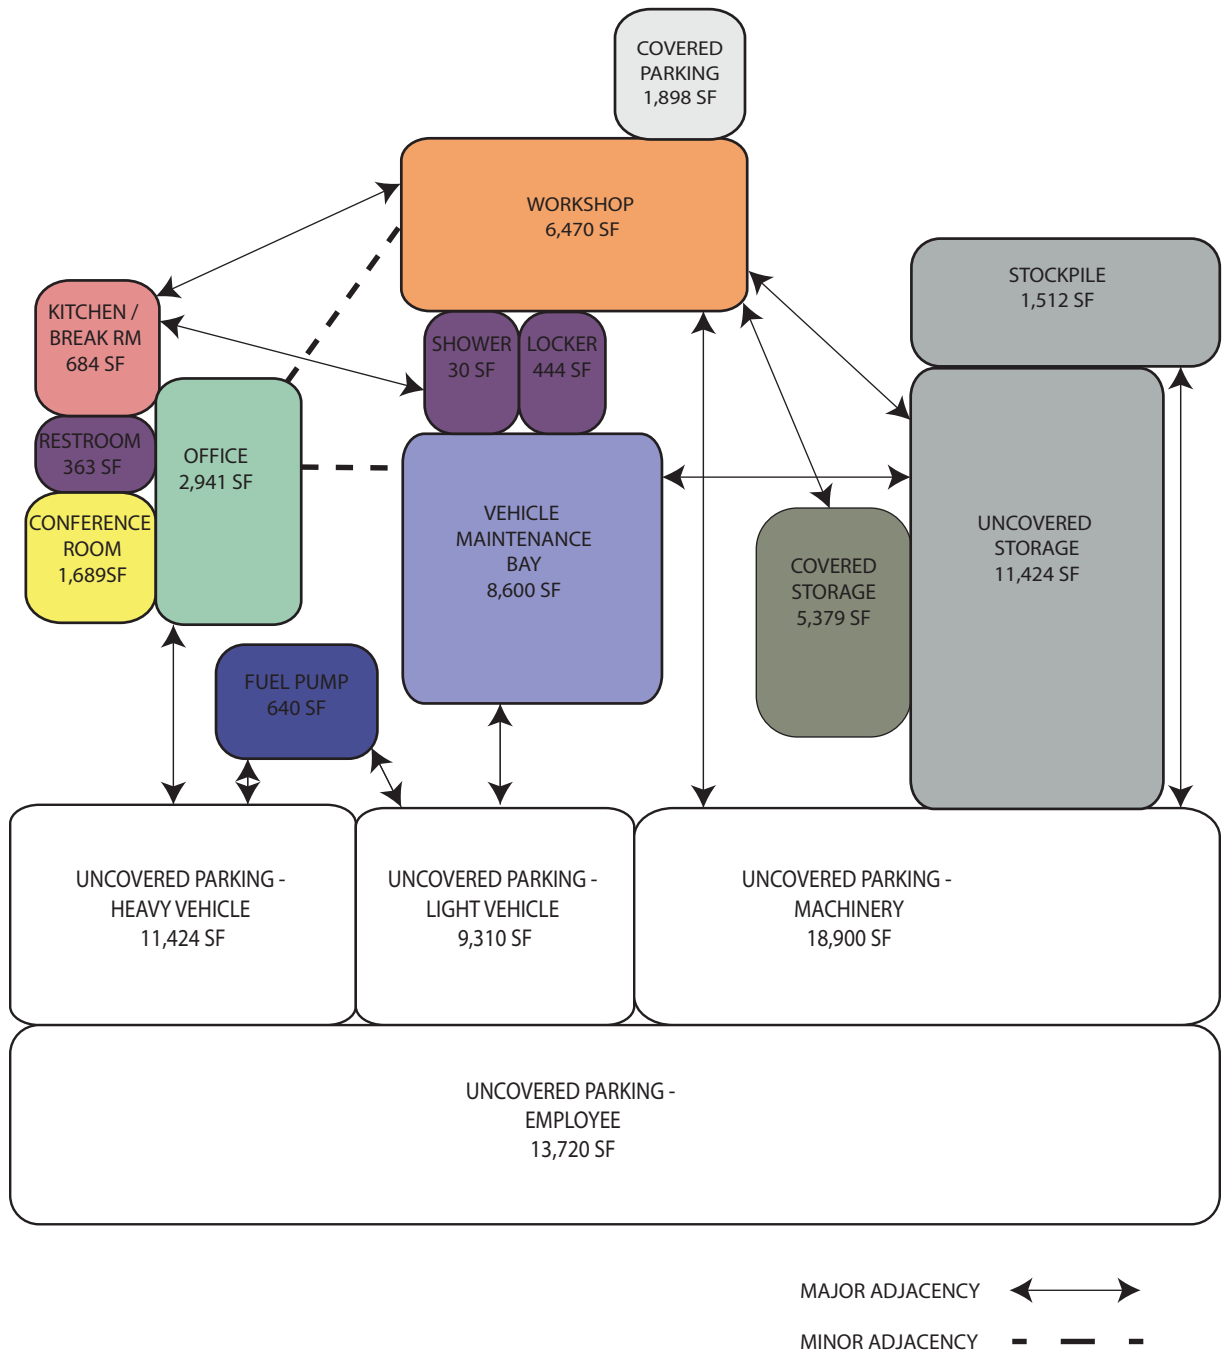 COVERED
PARKING
1,898 SF
WORKSHOP
6,470 SF
STOCKPILE
1,512 SF
KITCHEN /
BREAK RM
684 SF
SHOWER
30 SF
LOCKER
444 SF
RESTROOM
363 SF
OFFICE
2,941 SF
CONFERENCE
ROOM
1,689SF
VEHICLE
MAINTENANCE
BAY
8,600 SF
UNCOVERED
STORAGE
11,424 SF
COVERED
STORAGE
5,379 SF
FUEL PUMP
640 SF
UNCOVERED PARKING -
HEAVY VEHICLE
11,424 SF
UNCOVERED PARKING -
LIGHT VEHICLE
9,310 SF
UNCOVERED PARKING -
MACHINERY
18,900 SF
UNCOVERED PARKING -
EMPLOYEE
13,720 SF
MAJOR ADJACENCY
MINOR ADJACENCY